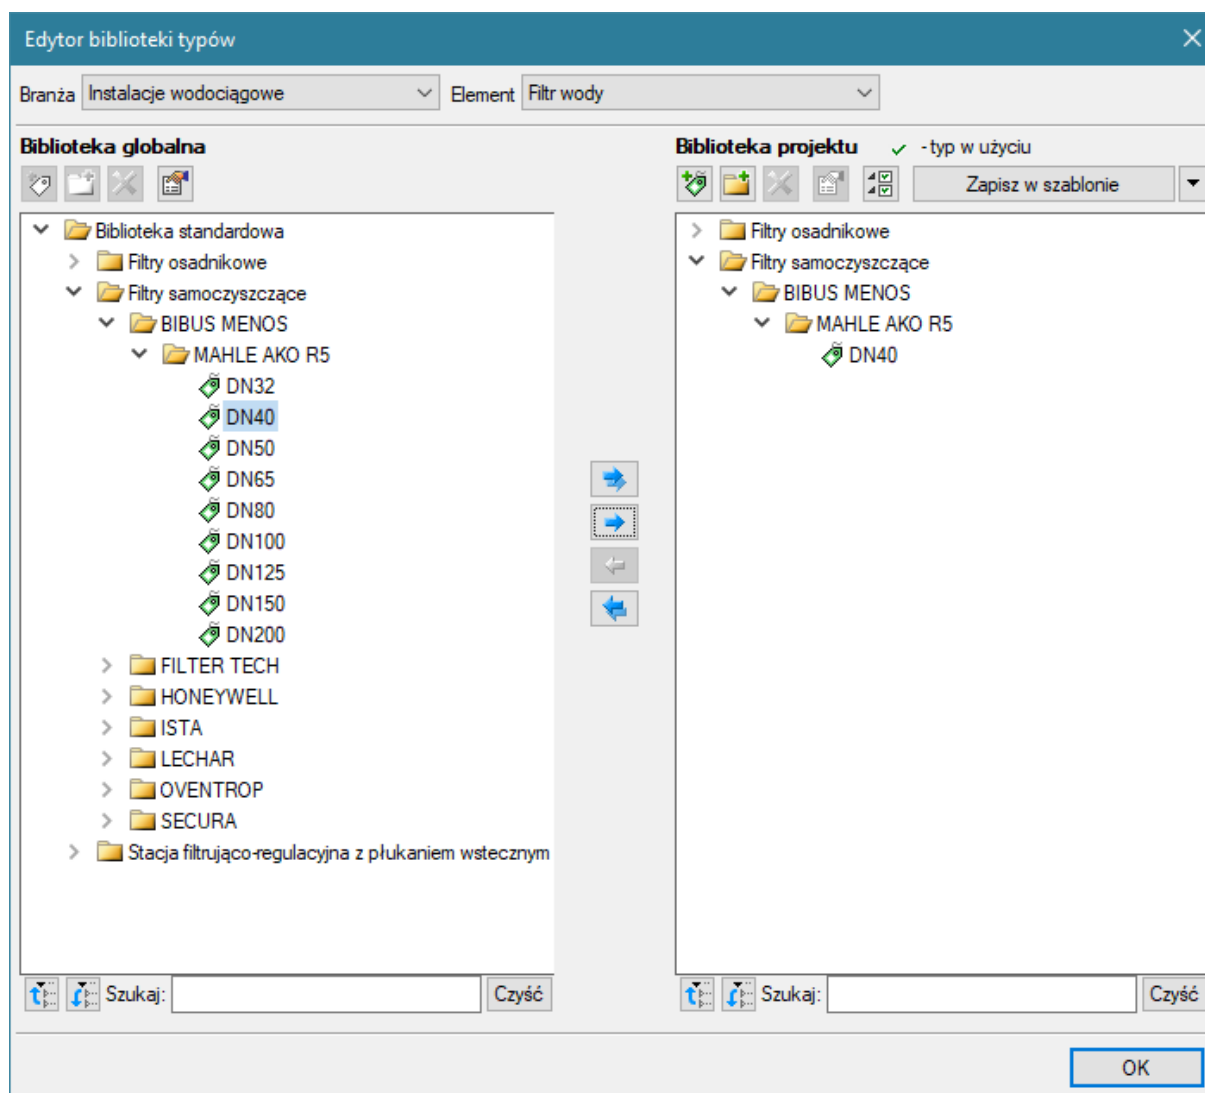 Edytor biblioteki typów
Branża Instalacje wodociągowe Element Filtr wody
Biblioteka globalna
Biblioteka standardowa
Filtry osadnikowe
Filtry samoczyszczące
BIBUS MENOS
MAHLE AKO R5
DN32
DN40
DN50
DN65
DN80
DN100
DN125
DN150
DN200
FILTER TECH
HONEYWELL
ISTA
LECHAR
OVENTROP
SECURA
Stacja filtrująco-regulacyjna z płukaniem wstecznym
Szukaj: Czyść
Biblioteka projektu - typ w użyciu
Zapisz w szablonie
Filtry osadnikowe
Filtry samoczyszczące
BIBUS MENOS
MAHLE AKO R5
DN40
Szukaj: Czyść
OK